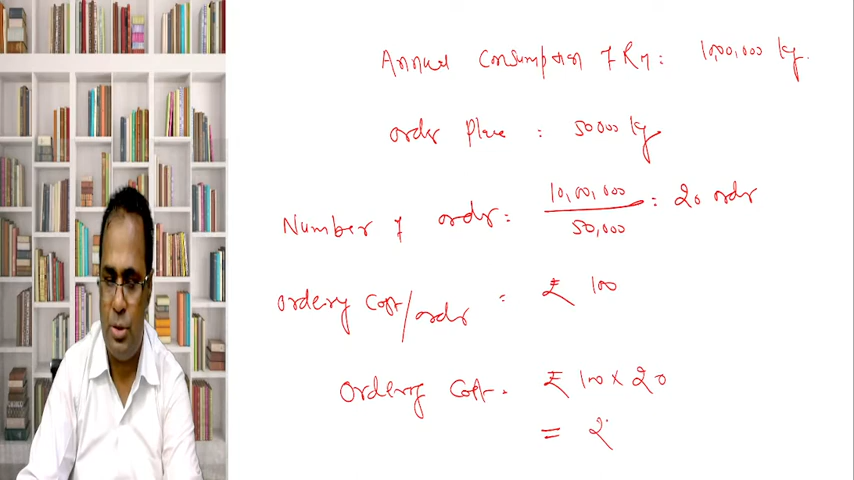 Annual Consumption of RM: 10,00,000 kg.
order place : 50000 kg
Number of order: 10,00,000 / 50,000 : 20 order
Ordering Cost/order : ₹ 100
Ordering Cost. ₹ 100 x 20
= 2